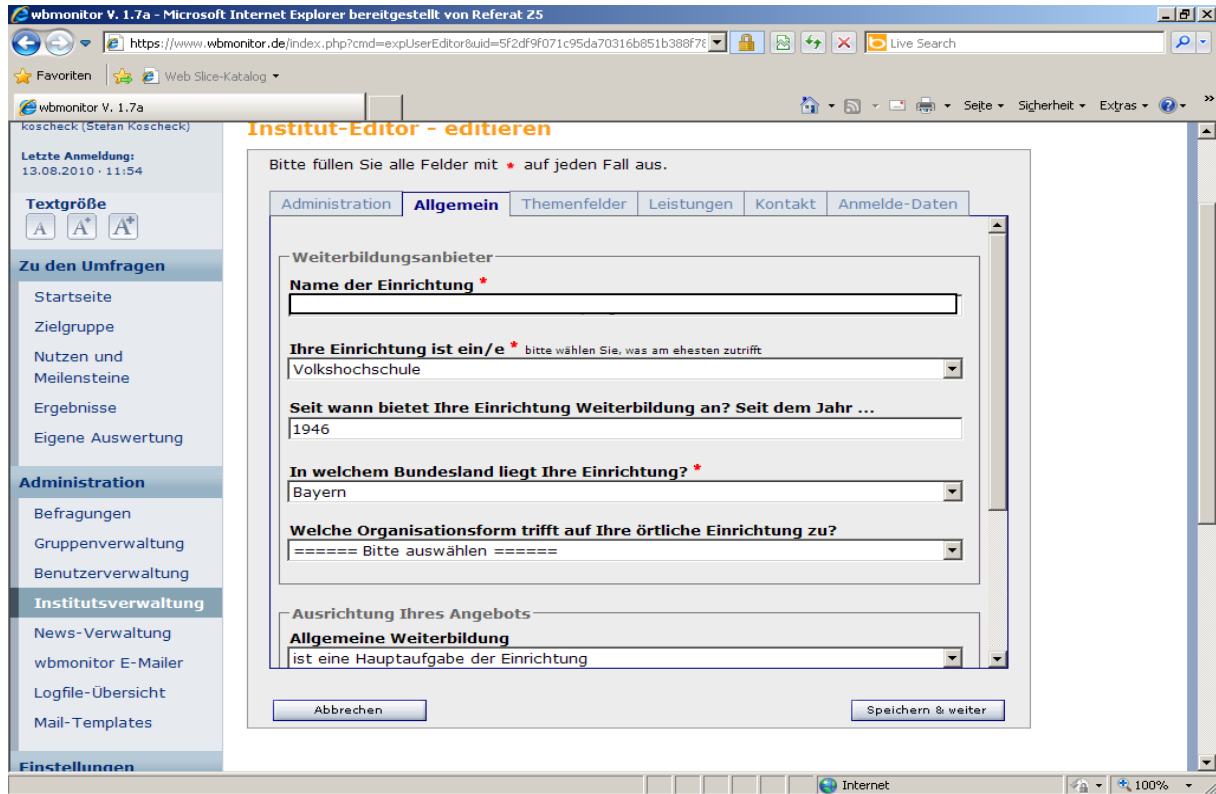 wbmonitor V. 1.7a - Microsoft Internet Explorer bereitgestellt von Referat Z5
https://www.wbmonitor.de/index.php?cmd=expUserEditor&uid=5f2df9f071c95da70316b851b388f7
Live Search
Favoriten
Web Slice-Katalog
wbmonitor V. 1.7a
Seite
Sicherheit
Extras
»
koscheck (Stefan Koscheck)
Letzte Anmeldung:
13.08.2010 · 11:54
Textgröße
A A+ A++
Zu den Umfragen
Startseite
Zielgruppe
Nutzen und
Meilensteine
Ergebnisse
Eigene Auswertung
Administration
Befragungen
Gruppenverwaltung
Benutzerverwaltung
Institutsverwaltung
News-Verwaltung
wbmonitor E-Mailer
Logfile-Übersicht
Mail-Templates
Einstellungen
Institut-Editor - editieren
Bitte füllen Sie alle Felder mit * auf jeden Fall aus.
Administration Allgemein Themenfelder Leistungen Kontakt Anmelde-Daten
Weiterbildungsanbieter
Name der Einrichtung *
Ihre Einrichtung ist ein/e * bitte wählen Sie, was am ehesten zutrifft
Volkshochschule
Seit wann bietet Ihre Einrichtung Weiterbildung an? Seit dem Jahr ...
1946
In welchem Bundesland liegt Ihre Einrichtung? *
Bayern
Welche Organisationsform trifft auf Ihre örtliche Einrichtung zu?
====== Bitte auswählen ======
Ausrichtung Ihres Angebots
Allgemeine Weiterbildung
ist eine Hauptaufgabe der Einrichtung
Abbrechen
Speichern & weiter
Internet
100%